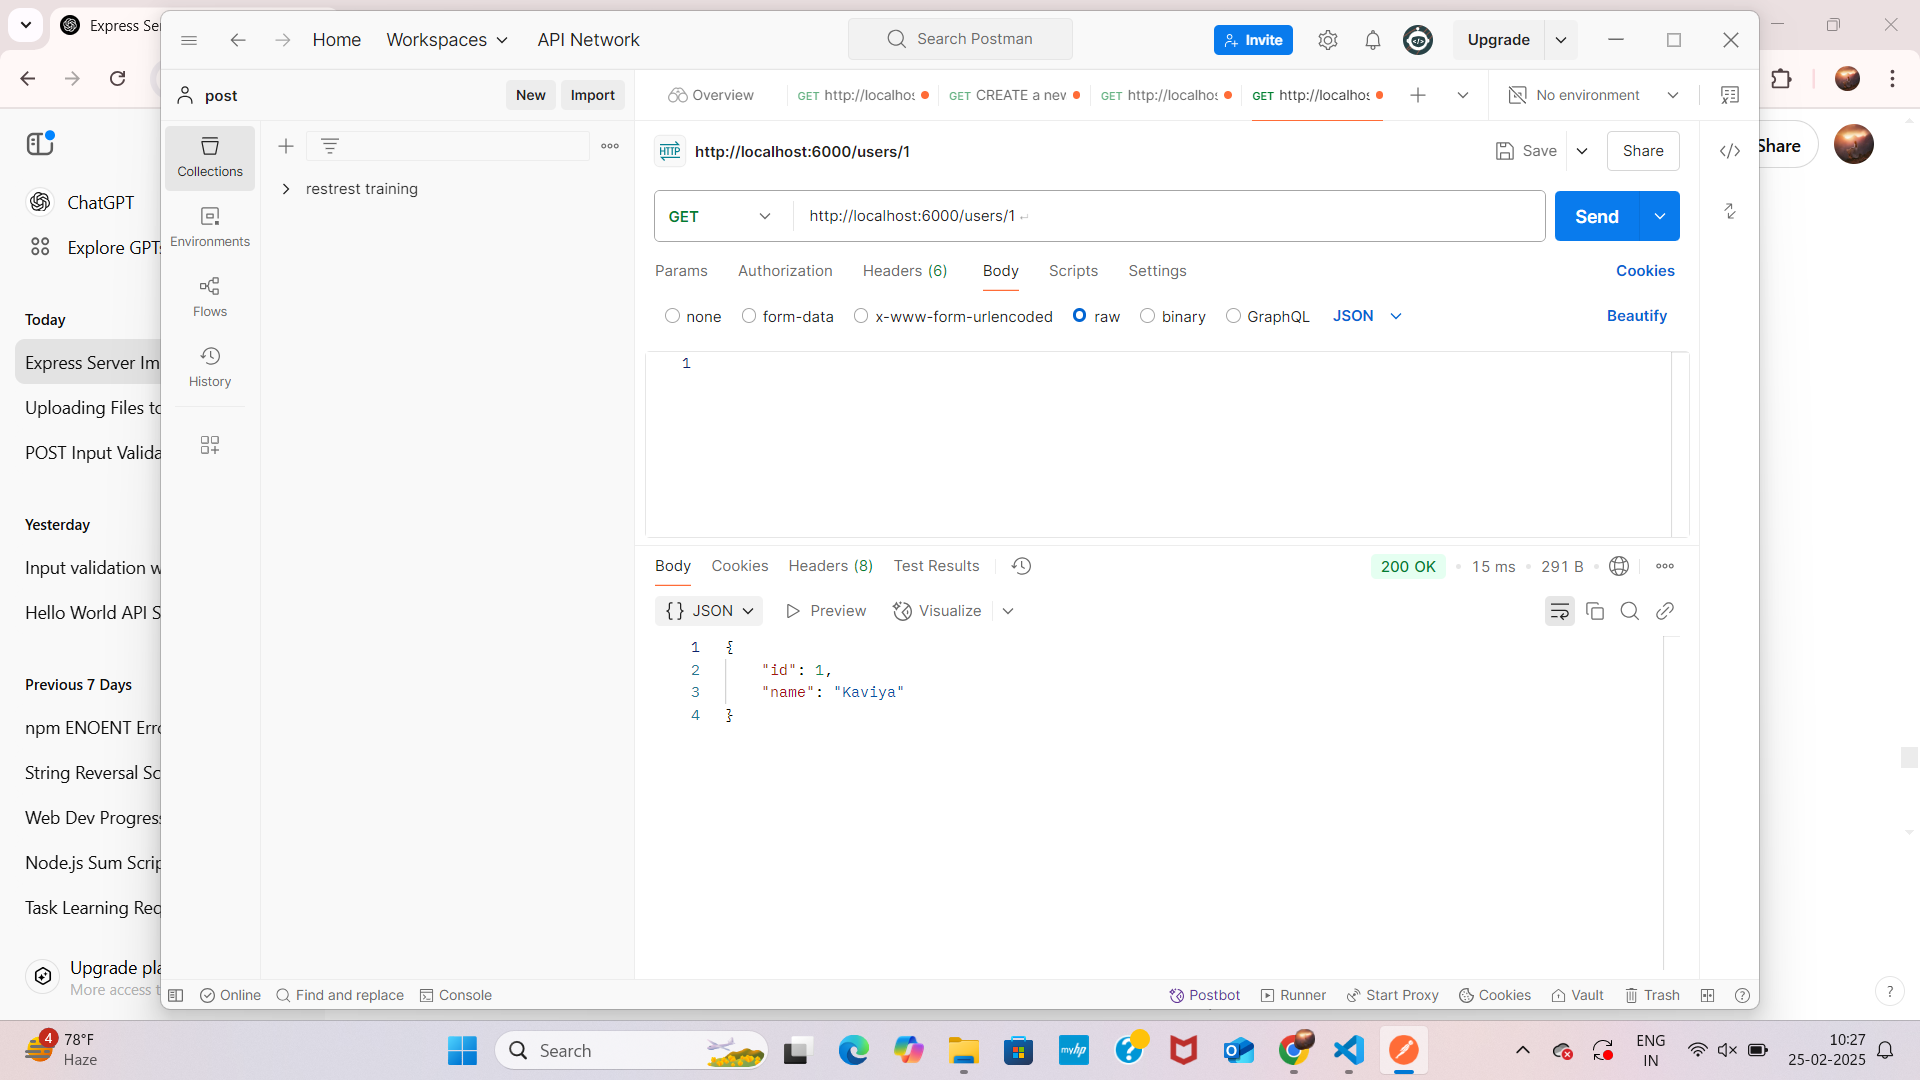 Express Se
Home
Workspaces
API Network
Search Postman
Invite
Upgrade
post
New
Import
Overview
GET http://localhos
GET CREATE a new
GET http://localhos
GET http://localhos
No environment
Collections
Environments
Flows
History
restrest training
HTTP
http://localhost:6000/users/1
Save
Share
Share
GET
http://localhost:6000/users/1
Send
Params
Authorization
Headers (6)
Body
Scripts
Settings
Cookies
none
form-data
x-www-form-urlencoded
raw
binary
GraphQL
JSON
Beautify
1
Body
Cookies
Headers (8)
Test Results
200 OK
15 ms
291 B
{} JSON
Preview
Visualize
1 {
2 "id": 1,
3 "name": "Kaviya"
4 }
Online
Find and replace
Console
Postbot
Runner
Start Proxy
Cookies
Vault
Trash
ChatGPT
Explore GPTs
Today
Express Server Im
Uploading Files to
POST Input Valida
Yesterday
Input validation w
Hello World API S
Previous 7 Days
npm ENOENT Erro
String Reversal Sc
Web Dev Progress
Node.js Sum Scrip
Task Learning Req
Upgrade pla
More access t
?
4
78°F
Haze
Search
myhp
ENG
IN
10:27
25-02-2025